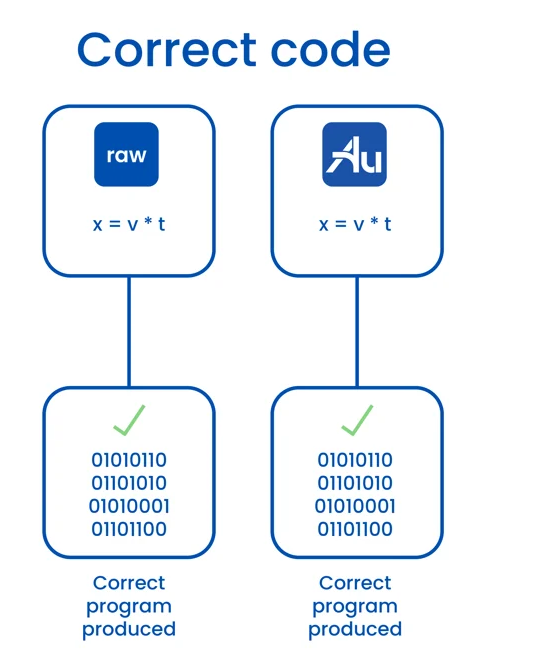 Correct code
raw
x = v * t
01010110
01101010
01010001
01101100
Correct
program
produced
Au
x = v * t
01010110
01101010
01010001
01101100
Correct
program
produced